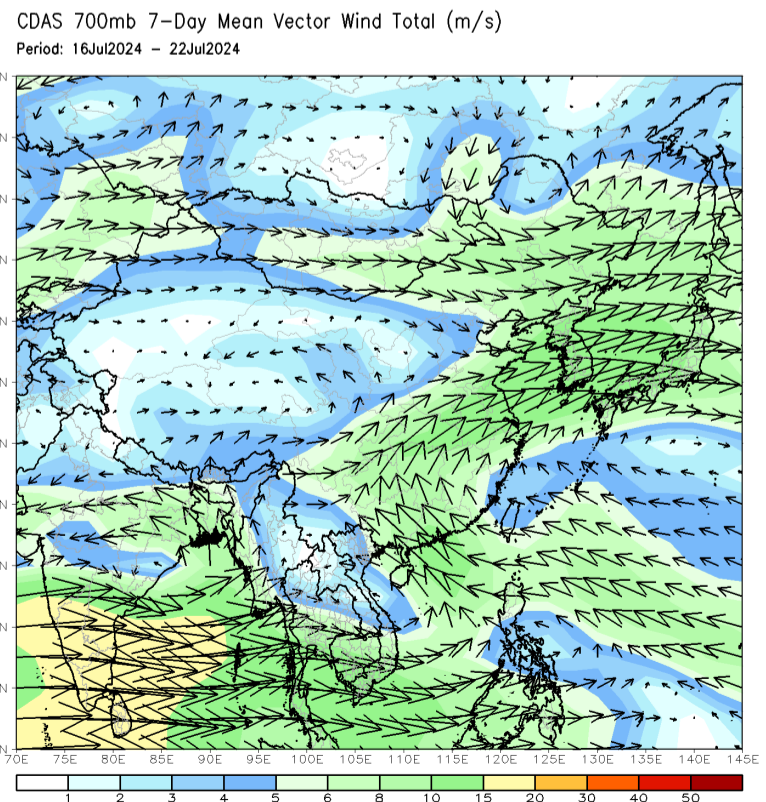 CDAS 700mb 7-Day Mean Vector Wind Total (m/s)
Period: 16Jul2024 - 22Jul2024
N
N
N
N
N
N
N
N
N
N
N
N
70E 75E 80E 85E 90E 95E 100E 105E 110E 115E 120E 125E 130E 135E 140E 145E
1 2 3 4 5 6 8 10 15 20 30 40 50